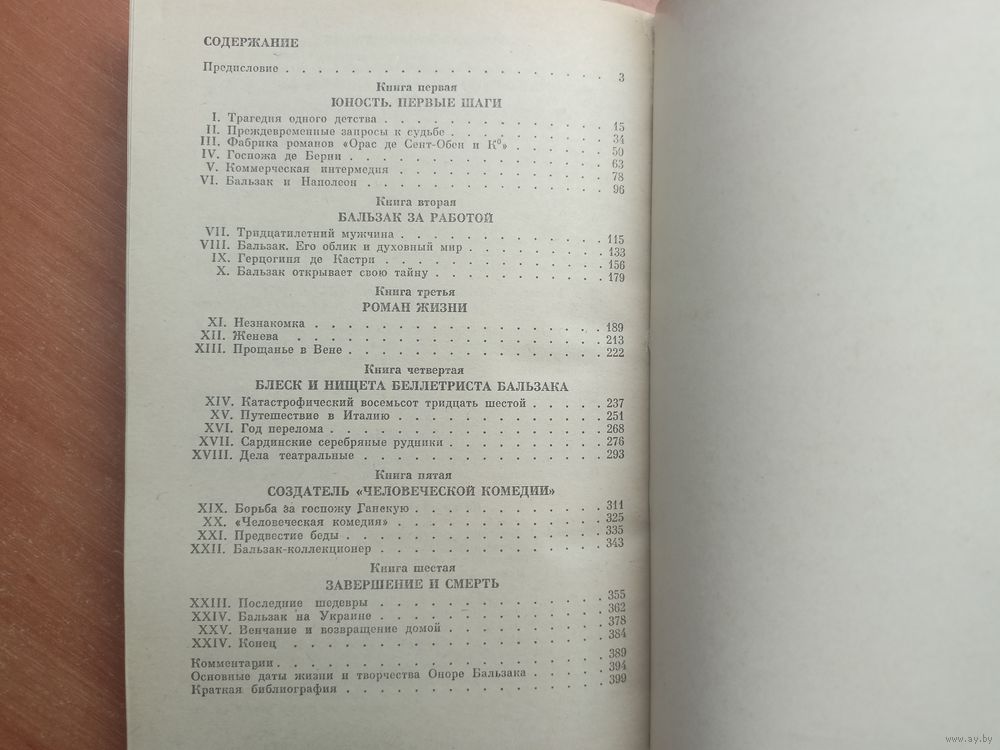 СОДЕРЖАНИЕ
Предисловие . . . . . . . . . . . . . . . . . . . . 3
Книга первая
ЮНОСТЬ. ПЕРВЫЕ ШАГИ
I. Трагедия одного детства . . . . . . . . . . . . . 15
II. Преждевременные запросы к судьбе . . . . . . . . . 34
III. Фабрика романов «Орас де Сент-Обен и К⁰» . . . . . . 50
IV. Госпожа де Берни . . . . . . . . . . . . . . 63
V. Коммерческая интермедия . . . . . . . . . . . . 78
VI. Бальзак и Наполеон . . . . . . . . . . . . . 96
Книга вторая
БАЛЬЗАК ЗА РАБОТОЙ
VII. Тридцатилетний мужчина . . . . . . . . . . . . 115
VIII. Бальзак. Его облик и духовный мир . . . . . . . . 133
IX. Герцогиня де Кастри . . . . . . . . . . . . . 156
X. Бальзак открывает свою тайну . . . . . . . . . . 179
Книга третья
РОМАН ЖИЗНИ
XI. Незнакомка . . . . . . . . . . . . . . . . 189
XII. Женева . . . . . . . . . . . . . . . . . 213
XIII. Прощанье в Вене . . . . . . . . . . . . . . 222
Книга четвертая
БЛЕСК И НИЩЕТА БЕЛЛЕТРИСТА БАЛЬЗАКА
XIV. Катастрофический восемьсот тридцать шестой . . . . . 237
XV. Путешествие в Италию . . . . . . . . . . . . 251
XVI. Год перелома . . . . . . . . . . . . . . . 268
XVII. Сардинские серебряные рудники . . . . . . . . . 276
XVIII. Дела театральные . . . . . . . . . . . . . . 293
Книга пятая
СОЗДАТЕЛЬ «ЧЕЛОВЕЧЕСКОЙ КОМЕДИИ»
XIX. Борьба за госпожу Ганскую . . . . . . . . . . . 311
XX. «Человеческая комедия» . . . . . . . . . . . . 325
XXI. Предвестие беды . . . . . . . . . . . . . . 335
XXII. Бальзак-коллекционер . . . . . . . . . . . . . 343
Книга шестая
ЗАВЕРШЕНИЕ И СМЕРТЬ
XXIII. Последние шедевры . . . . . . . . . . . . . 355
XXIV. Бальзак на Украине . . . . . . . . . . . . . 362
XXV. Венчание и возвращение домой . . . . . . . . . 378
XXIV. Конец . . . . . . . . . . . . . . . . . 384
Комментарии . . . . . . . . . . . . . . . . . . 389
Основные даты жизни и творчества Оноре Бальзака . . . . . 394
Краткая библиография . . . . . . . . . . . . . . . 399
www.ay.by